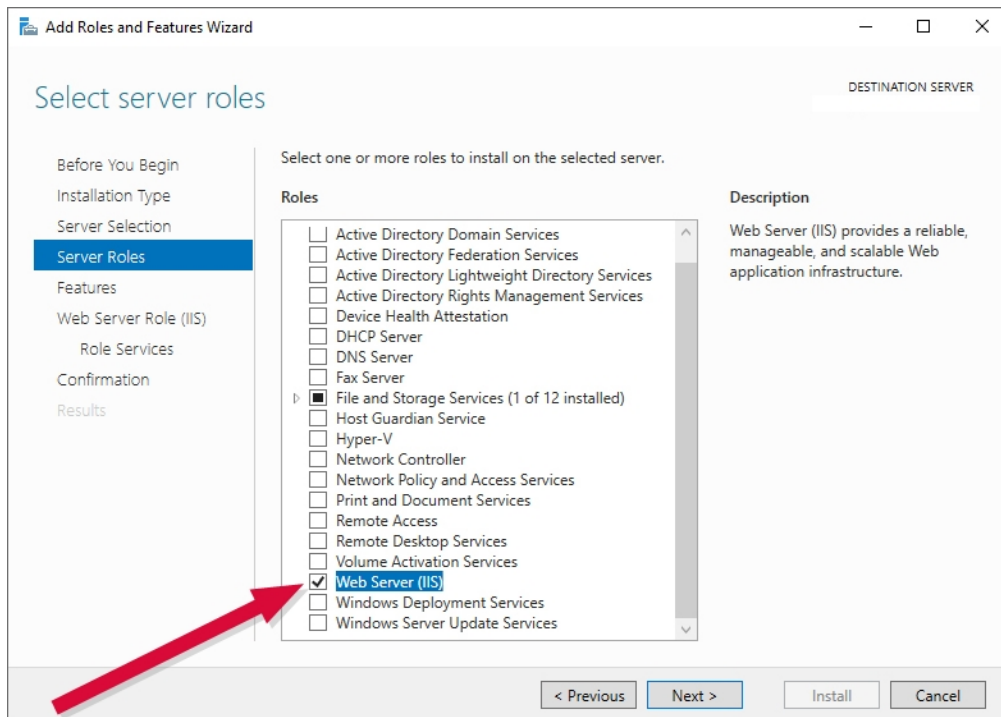 Add Roles and Features Wizard
Select server roles
DESTINATION SERVER
Before You Begin
Installation Type
Server Selection
Server Roles
Features
Web Server Role (IIS)
Role Services
Confirmation
Results
Select one or more roles to install on the selected server.
Roles
Active Directory Domain Services
Active Directory Federation Services
Active Directory Lightweight Directory Services
Active Directory Rights Management Services
Device Health Attestation
DHCP Server
DNS Server
Fax Server
File and Storage Services (1 of 12 installed)
Host Guardian Service
Hyper-V
Network Controller
Network Policy and Access Services
Print and Document Services
Remote Access
Remote Desktop Services
Volume Activation Services
Web Server (IIS)
Windows Deployment Services
Windows Server Update Services
Description
Web Server (IIS) provides a reliable,
manageable, and scalable Web
application infrastructure.
< Previous
Next >
Install
Cancel